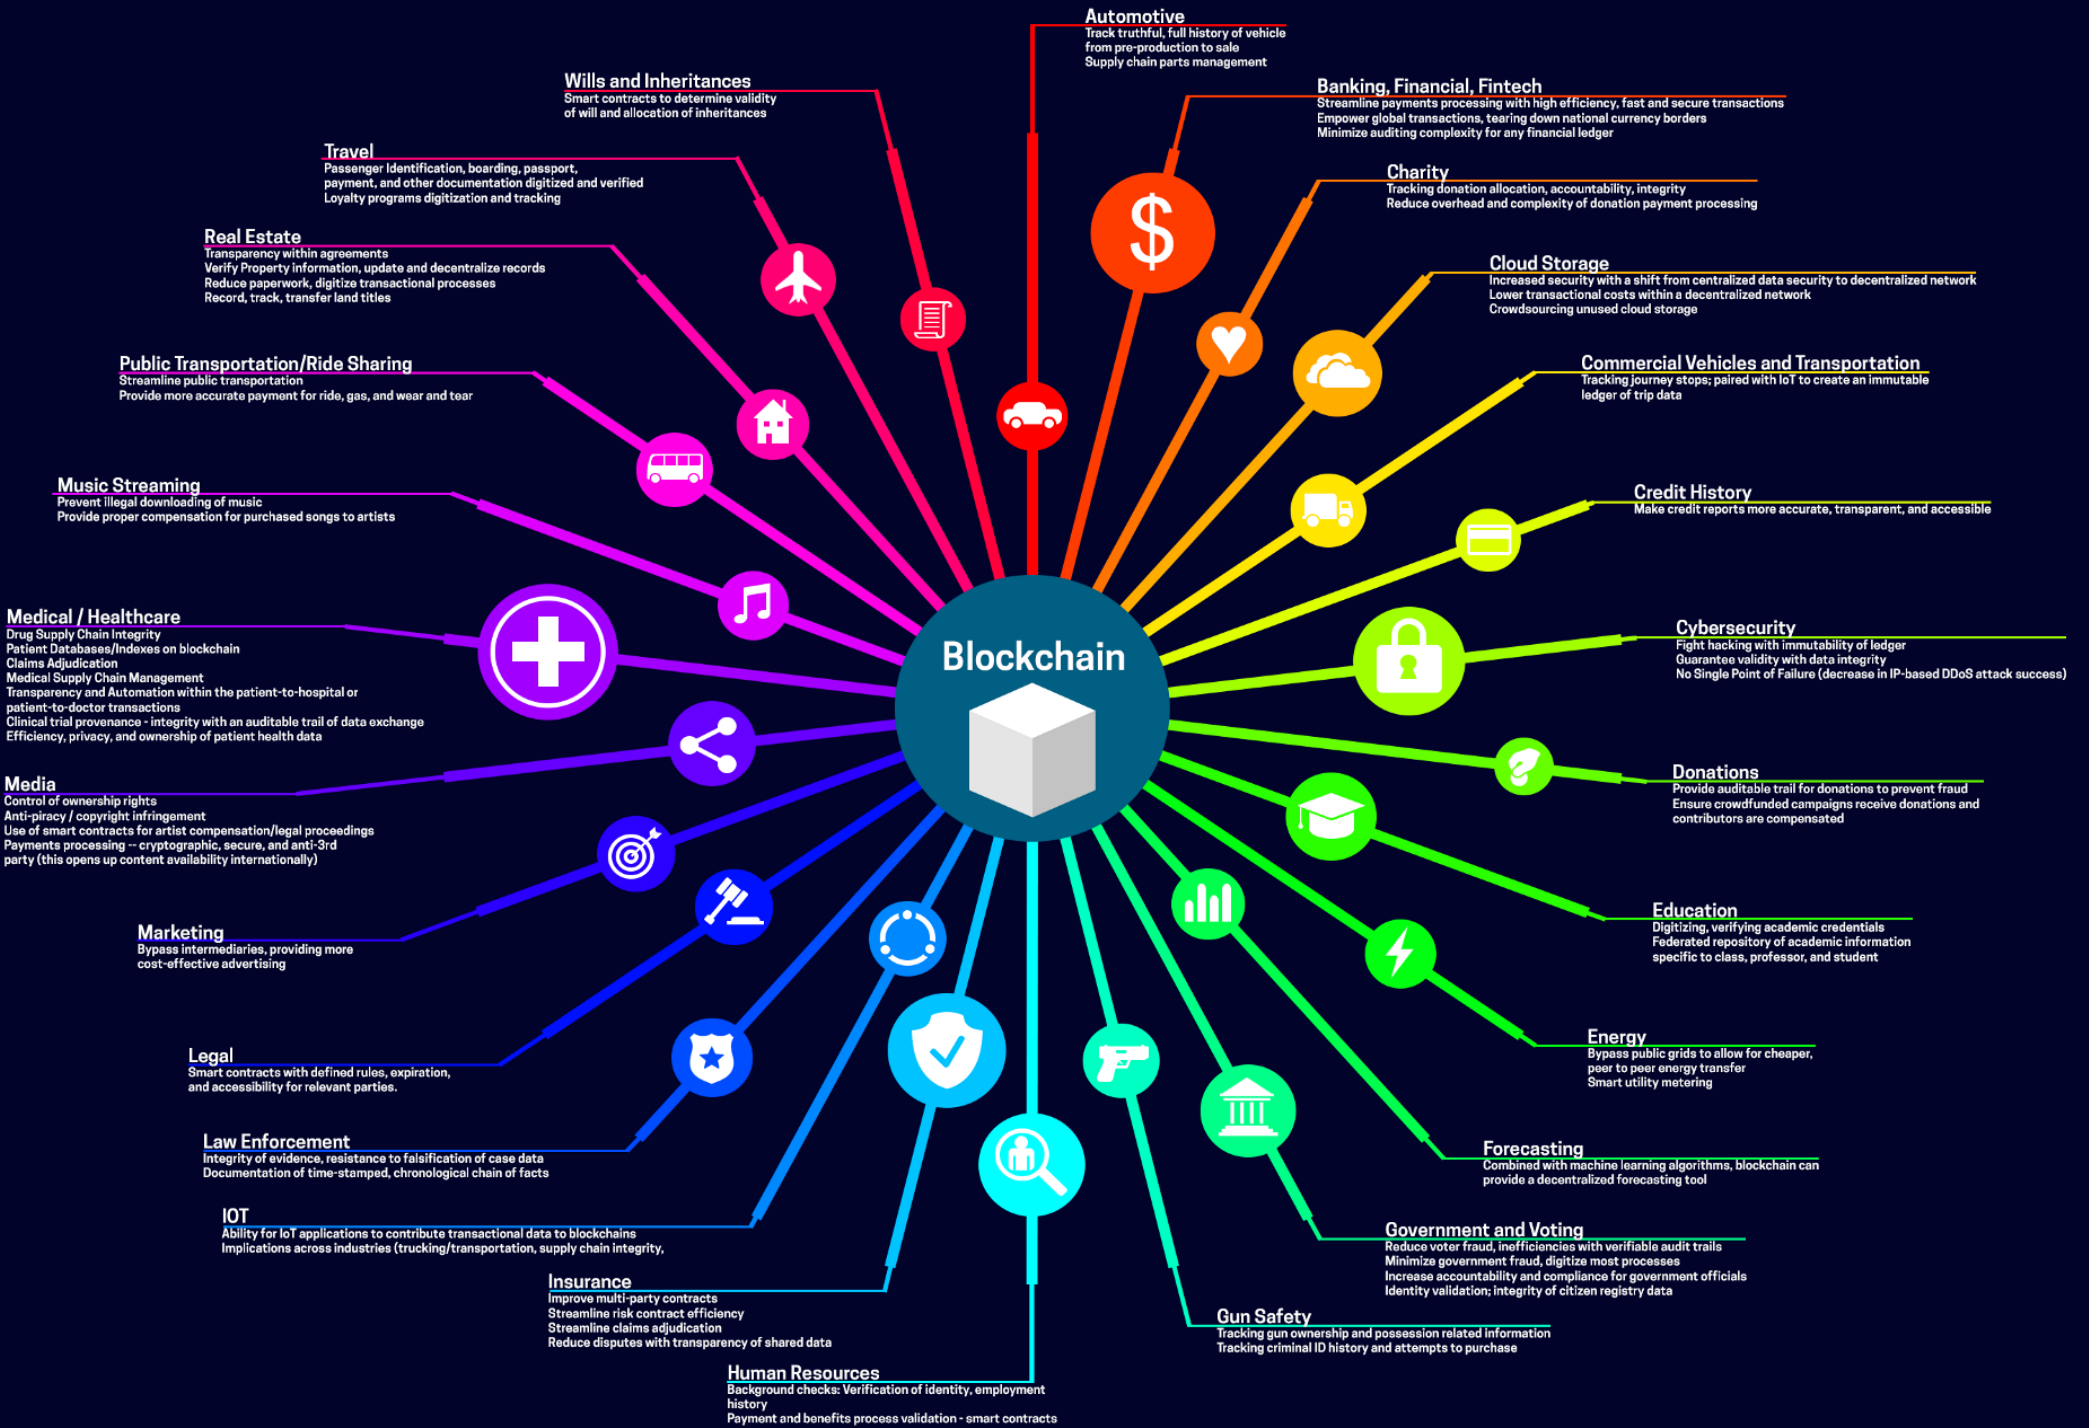 Blockchain
Automotive
Track truthful, full history of vehicle
from pre-production to sale
Supply chain parts management
Banking, Financial, Fintech
Streamline payments processing with high efficiency, fast and secure transactions
Empower global transactions, tearing down national currency borders
Minimize auditing complexity for any financial ledger
Charity
Tracking donation allocation, accountability, integrity
Reduce overhead and complexity of donation payment processing
Cloud Storage
Increased security with a shift from centralized data security to decentralized network
Lower transactional costs within a decentralized network
Crowdsourcing unused cloud storage
Commercial Vehicles and Transportation
Tracking journey stops; paired with IoT to create an immutable
ledger of trip data
Credit History
Make credit reports more accurate, transparent, and accessible
Cybersecurity
Fight hacking with immutability of ledger
Guarantee validity with data integrity
No Single Point of Failure (decrease in IP-based DDoS attack success)
Donations
Provide auditable trail for donations to prevent fraud
Ensure crowdfunded campaigns receive donations and
contributors are compensated
Education
Digitizing, verifying academic credentials
Federated repository of academic information
specific to class, professor, and student
Energy
Bypass public grids to allow for cheaper,
peer to peer energy transfer
Smart utility metering
Forecasting
Combined with machine learning algorithms, blockchain can
provide a decentralized forecasting tool
Government and Voting
Reduce voter fraud, inefficiencies with verifiable audit trails
Minimize government fraud, digitize most processes
Increase accountability and compliance for government officials
Identity validation; integrity of citizen registry data
Gun Safety
Tracking gun ownership and possession related information
Tracking criminal ID history and attempts to purchase
Human Resources
Background checks: Verification of identity, employment
history
Payment and benefits process validation - smart contracts
Insurance
Improve multi-party contracts
Streamline risk contract efficiency
Streamline claims adjudication
Reduce disputes with transparency of shared data
IOT
Ability for IoT applications to contribute transactional data to blockchains
Implications across industries (trucking/transportation, supply chain integrity,
Law Enforcement
Integrity of evidence, resistance to falsification of case data
Documentation of time-stamped, chronological chain of facts
Legal
Smart contracts with defined rules, expiration,
and accessibility for relevant parties.
Marketing
Bypass intermediaries, providing more
cost-effective advertising
Media
Control of ownership rights
Anti-piracy / copyright infringement
Use of smart contracts for artist compensation/legal proceedings
Payments processing -- cryptographic, secure, and anti-3rd
party (this opens up content availability internationally)
Medical / Healthcare
Drug Supply Chain Integrity
Patient Databases/Indexes on blockchain
Claims Adjudication
Medical Supply Chain Management
Transparency and Automation within the patient-to-hospital or
patient-to-doctor transactions
Clinical trial provenance - integrity with an auditable trail of data exchange
Efficiency, privacy, and ownership of patient health data
Music Streaming
Prevent illegal downloading of music
Provide proper compensation for purchased songs to artists
Public Transportation/Ride Sharing
Streamline public transportation
Provide more accurate payment for ride, gas, and wear and tear
Real Estate
Transparency within agreements
Verify Property information, update and decentralize records
Reduce paperwork, digitize transactional processes
Record, track, transfer land titles
Travel
Passenger Identification, boarding, passport,
payment, and other documentation digitized and verified
Loyalty programs digitization and tracking
Wills and Inheritances
Smart contracts to determine validity
of will and allocation of inheritances
$